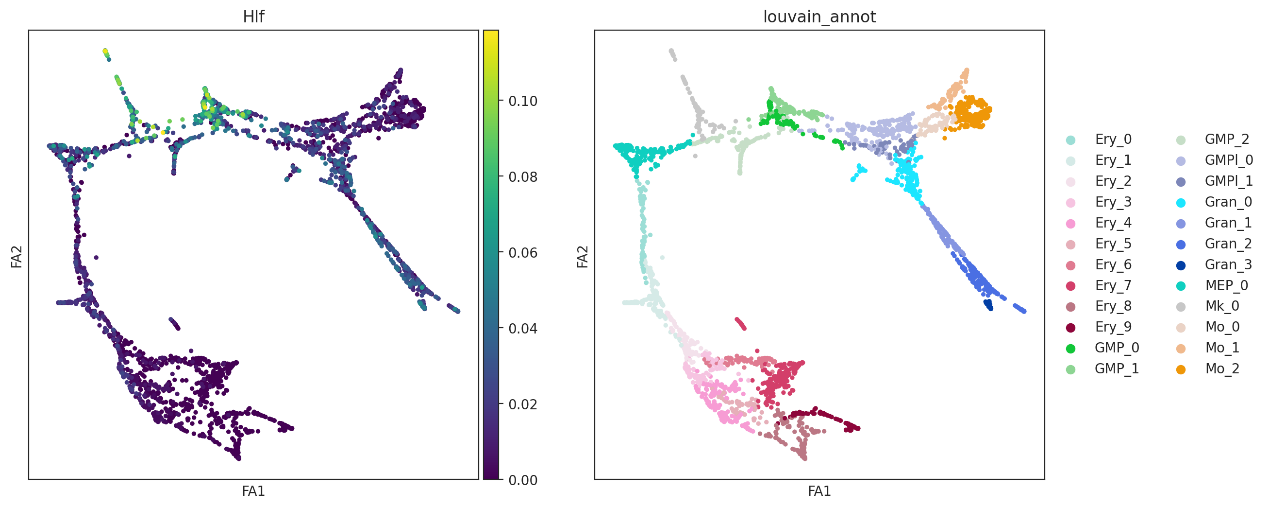 Hlf
FA2
FA1
0.10
0.08
0.06
0.04
0.02
0.00
louvain_annot
FA2
FA1
Ery_0
Ery_1
Ery_2
Ery_3
Ery_4
Ery_5
Ery_6
Ery_7
Ery_8
Ery_9
GMP_0
GMP_1
GMP_2
GMPl_0
GMPl_1
Gran_0
Gran_1
Gran_2
Gran_3
MEP_0
Mk_0
Mo_0
Mo_1
Mo_2